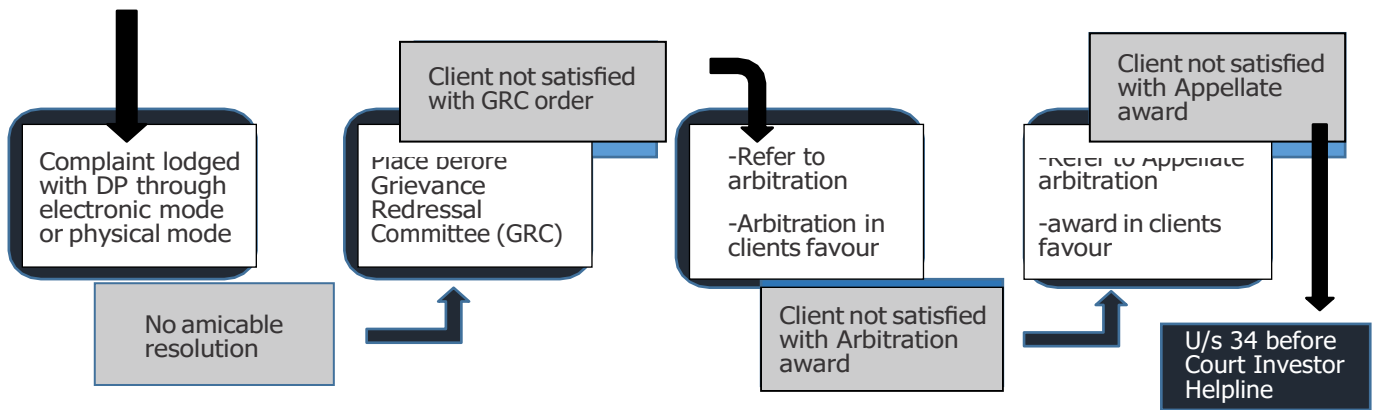 Complaint lodged
with DP through
electronic mode
or physical mode
No amicable
resolution
Place before
Grievance
Redressal
Committee (GRC)
Client not satisfied
with GRC order
-Refer to
arbitration
-Arbitration in
clients favour
Client not satisfied
with Arbitration
award
-Refer to Appellate
arbitration
-award in clients
favour
Client not satisfied
with Appellate
award
U/s 34 before
Court Investor
Helpline